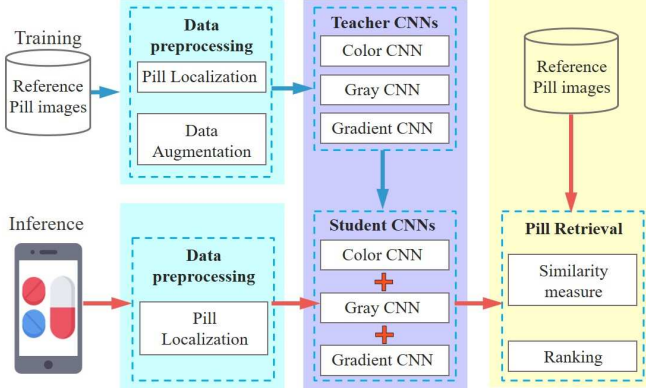 Training
Reference
Pill images
Data
preprocessing
Pill Localization
Data
Augmentation
Teacher CNNs
Color CNN
Gray CNN
Gradient CNN
Reference
Pill images
Inference
Data
preprocessing
Pill
Localization
Student CNNs
Color CNN
Gray CNN
Gradient CNN
Pill Retrieval
Similarity
measure
Ranking